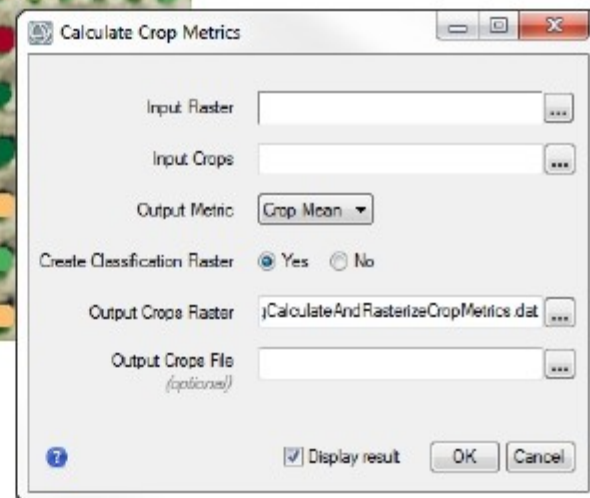 Calculate Crop Metrics
Input Raster
...
Input Crops
...
Output Metric Crop Mean
Create Classification Raster Yes No
Output Crops Raster gCalculateAndRasterizeCropMetrics.dat ...
Output Crops File
(optional)
...
? Display result OK Cancel